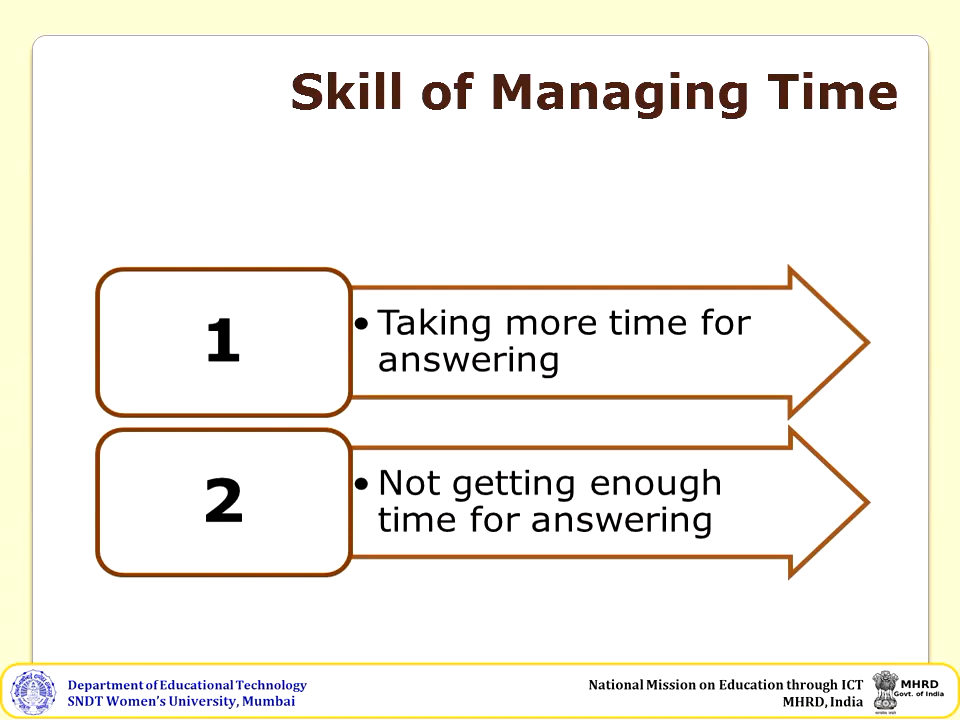 Skill of Managing Time
1
• Taking more time for
answering
2
• Not getting enough
time for answering
Department of Educational Technology
SNDT Women's University, Mumbai
National Mission on Education through ICT
MHRD, India
MHRD
Govt. of India